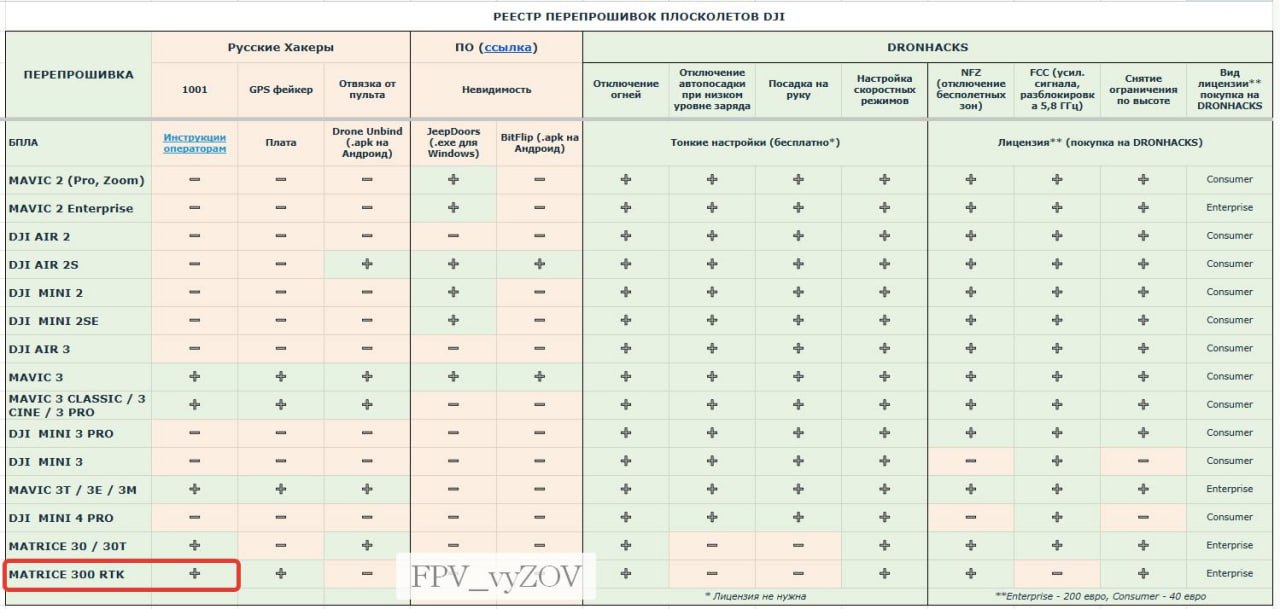 РЕЕСТР ПЕРЕПРОШИВОК ПЛОСКОЛЕТОВ DJI
ПЕРЕПРОШИВКА
Русские Хакеры
ПО (ссылка)
DRONHACKS
1001
GPS фейкер
Отвязка от
пульта
Невидимость
Отключение
огней
Отключение
автопосадки
при низком
уровне заряда
Посадка на
руку
Настройка
скоростных
режимов
NFZ
(отключение
бесполетных
зон)
FCC (усил.
сигнала,
разблокировк
а 5,8 ГГц)
Снятие
ограничения
по высоте
Вид
лицензии**
покупка на
DRONHACKS
БПЛА
Инструкции
операторам
Плата
Drone Unbind
(.apk на
Андроид)
JeepDoors
(.exe для
Windows)
BitFlip (.apk на
Андроид)
Тонкие настройки (бесплатно*)
Лицензия** (покупка на DRONHACKS)
MAVIC 2 (Pro, Zoom) − − − + − + + + + + + + Consumer
MAVIC 2 Enterprise − − − + − + + + + + + + Enterprise
DJI AIR 2 − − − − − + + + + + + + Consumer
DJI AIR 2S − − + + + + + + + + + + Consumer
DJI MINI 2 − − − + − + + + + + + + Consumer
DJI MINI 2SE − − − + − + + + + + + + Consumer
DJI AIR 3 − − − − − + + + + + + + Consumer
MAVIC 3 + + + + + + + + + + + + Consumer
MAVIC 3 CLASSIC / 3
CINE / 3 PRO + + + − − + + + + + + + Consumer
DJI MINI 3 PRO − − − − − + + + + + + + Consumer
DJI MINI 3 − − − − − + + + + − + − Consumer
MAVIC 3T / 3E / 3M + + + − − + + + + + + + Enterprise
DJI MINI 4 PRO − − − − − + + + + − + − Consumer
MATRICE 30 / 30T + − + − − + − − + + + + Enterprise
MATRICE 300 RTK + + − + − − + + − + Enterprise
FPV_vyZOV
* Лицензия не нужна
**Enterprise - 200 евро, Consumer - 40 евро